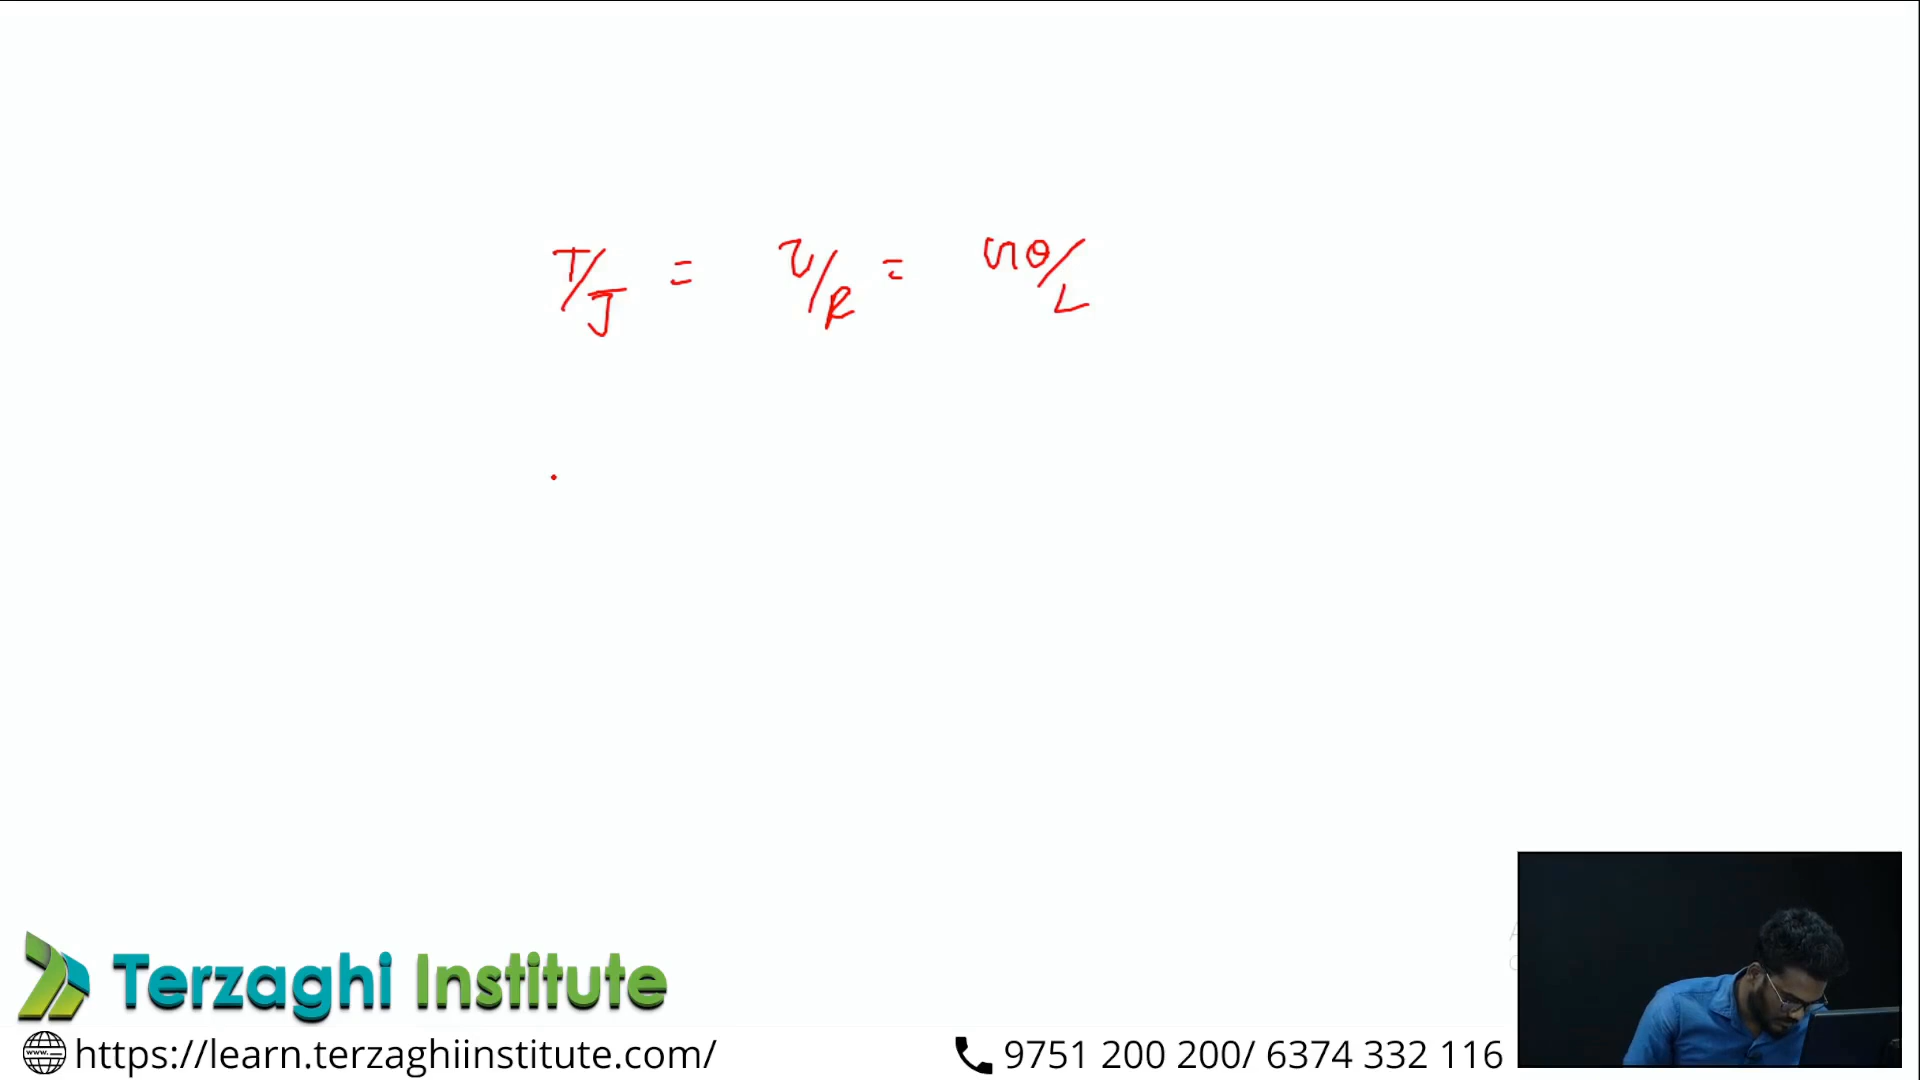 T/J = τ/R = Gθ/L
Terzaghi Institute
https://learn.terzaghiinstitute.com/
9751 200 200/ 6374 332 116